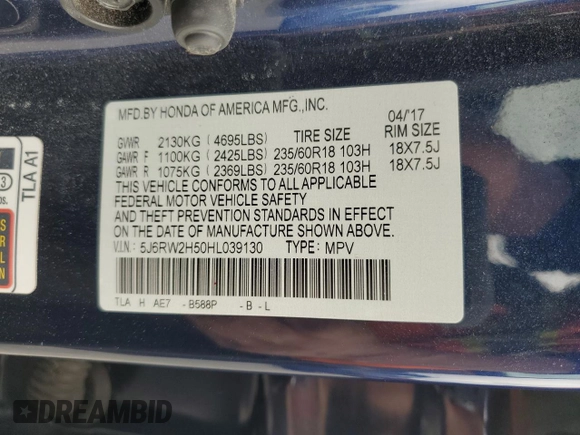 MFD.BY HONDA OF AMERICA MFG.,INC. 04/'17
GVWR 2130KG (4695LBS) TIRE SIZE RIM SIZE
GAWR F 1100KG (2425LBS) 235/60R18 103H 18X7.5J
GAWR R 1075KG (2369LBS) 235/60R18 103H 18X7.5J
THIS VEHICLE CONFORMS TO ALL APPLICABLE
FEDERAL MOTOR VEHICLE SAFETY
AND THEFT PREVENTION STANDARDS IN EFFECT
ON THE DATE OF MANUFACTURE SHOWN ABOVE.
V.I.N.: 5J6RW2H50HL039130 TYPE: MPV
TLA H AE7 -B588P -B-L
TLA A1
3
DREAMBID